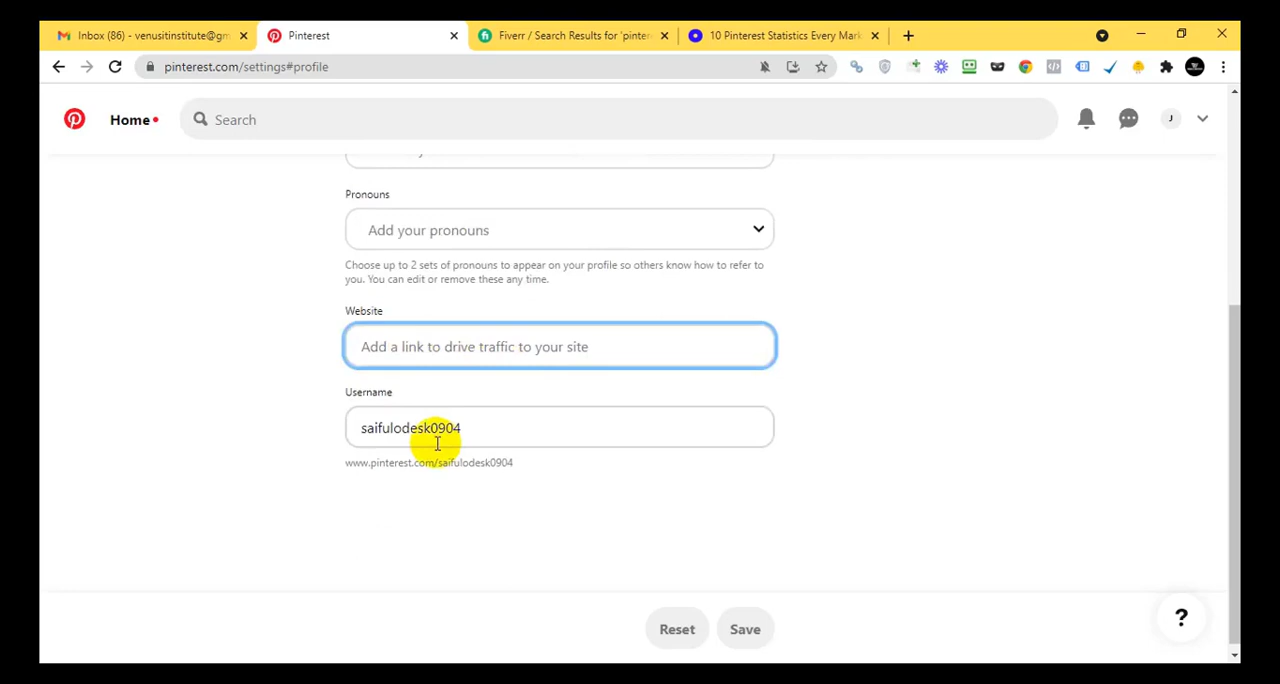 Inbox (86) - venusitinstitute@gm
Pinterest
Fiverr / Search Results for 'pinter
10 Pinterest Statistics Every Mark
pinterest.com/settings#profile
Home
Search
J
Pronouns
Add your pronouns
Choose up to 2 sets of pronouns to appear on your profile so others know how to refer to
you. You can edit or remove these any time.
Website
Add a link to drive traffic to your site
Username
saifulodesk0904
www.pinterest.com/saifulodesk0904
Reset
Save
?